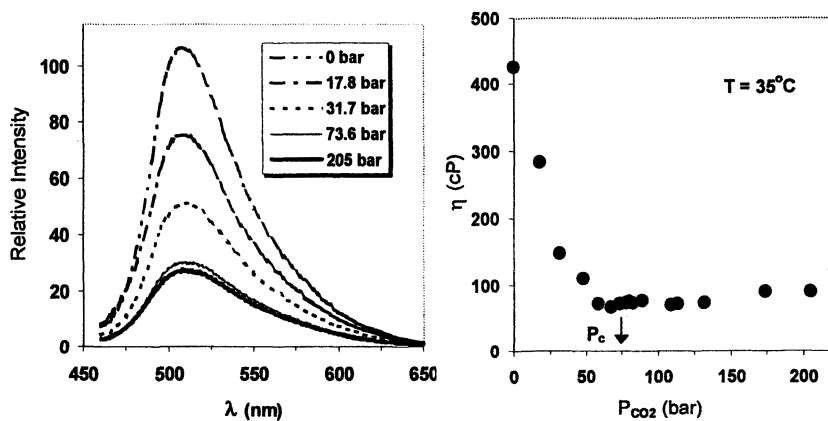 Relative Intensity
100
80
60
40
20
0
450
500
550
600
650
λ (nm)
0 bar
17.8 bar
31.7 bar
73.6 bar
205 bar
η (cP)
500
400
300
200
100
0
0
50
100
150
200
P_CO2 (bar)
T = 35°C
P_c